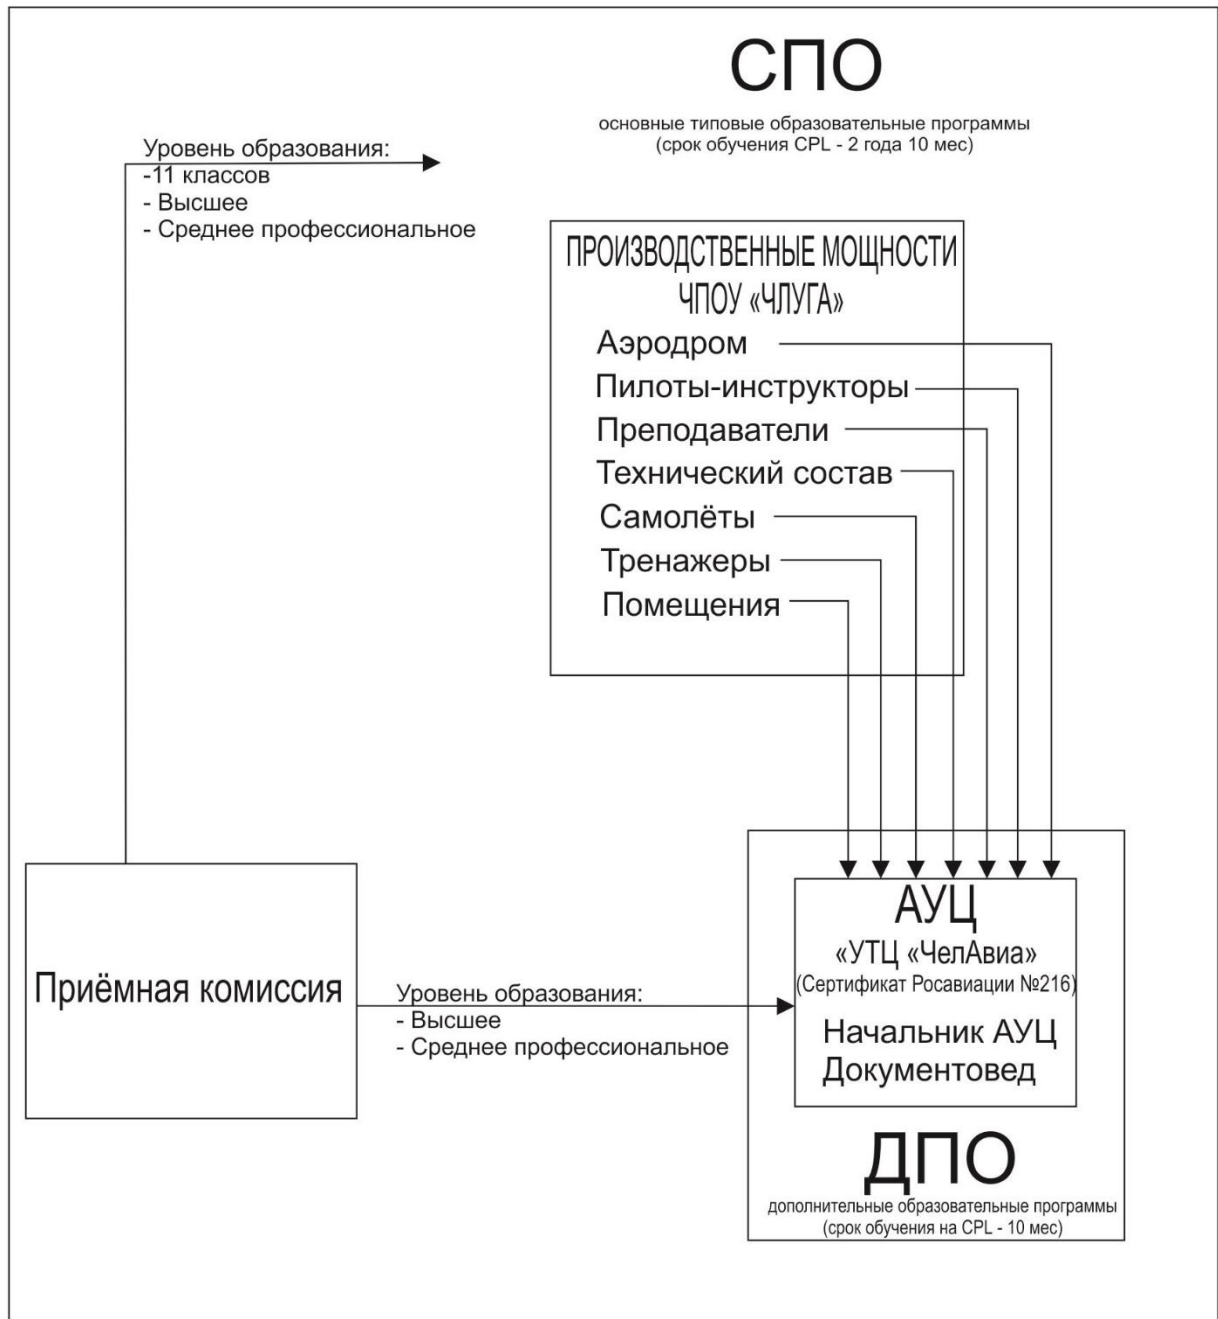 СПО
основные типовые образовательные программы
(срок обучения CPL - 2 года 10 мес)
Уровень образования:
-11 классов
- Высшее
- Среднее профессиональное
ПРОИЗВОДСТВЕННЫЕ МОЩНОСТИ
ЧПОУ «ЧЛУГА»
Аэродром
Пилоты-инструкторы
Преподаватели
Технический состав
Самолёты
Тренажеры
Помещения
Приёмная комиссия
Уровень образования:
- Высшее
- Среднее профессиональное
АУЦ
«УТЦ «ЧелАвиа»
(Сертификат Росавиации №216)
Начальник АУЦ
Документовед
ДПО
дополнительные образовательные программы
(срок обучения на CPL - 10 мес)